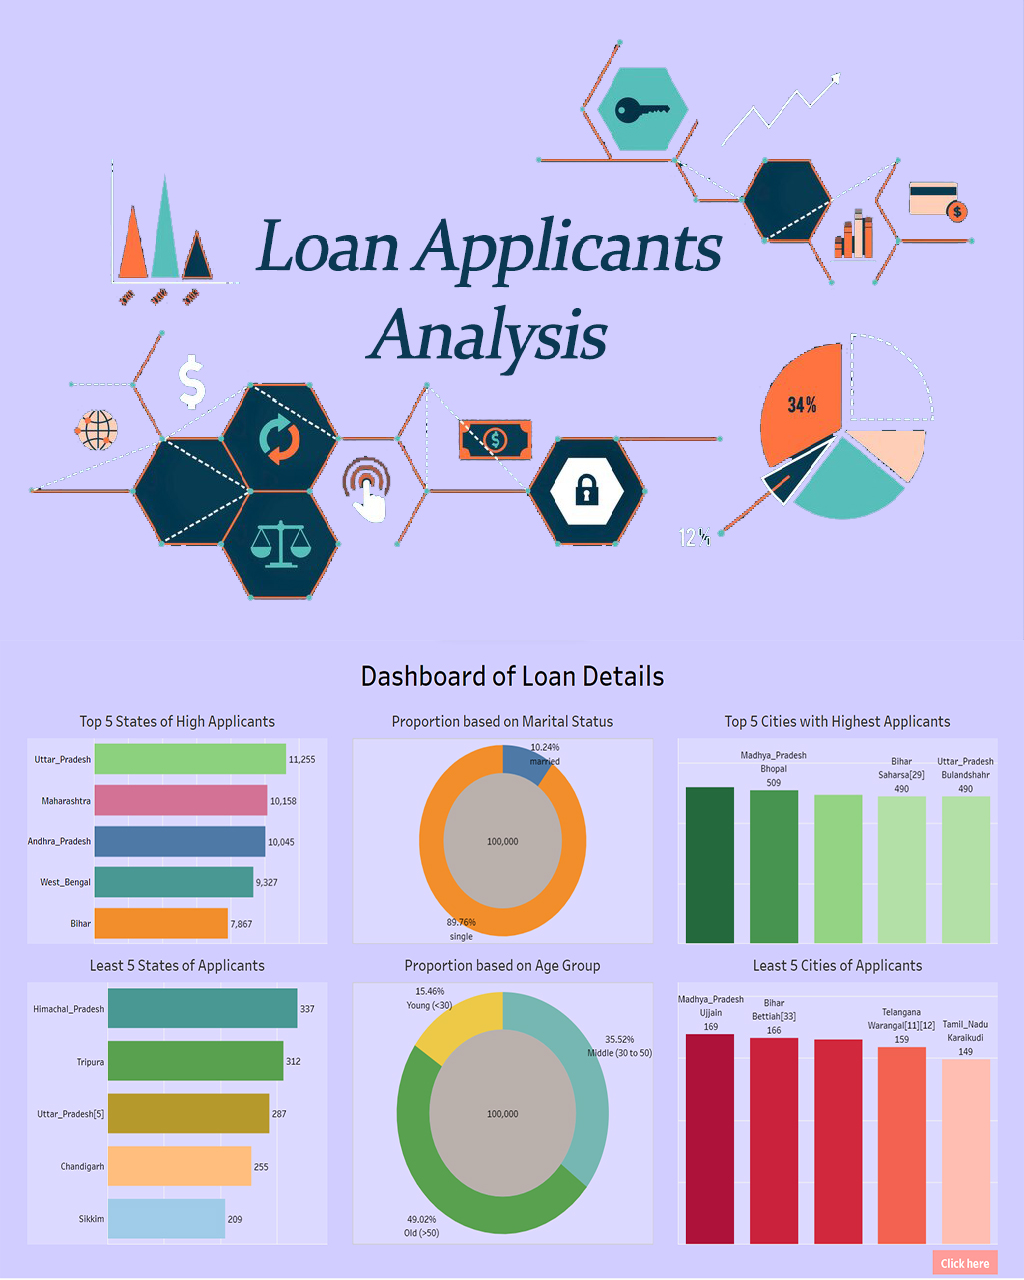 Loan Applicants
Analysis
$
$
$
34%
Dashboard of Loan Details
Top 5 States of High Applicants
Uttar_Pradesh
11,255
Maharashtra
10,158
Andhra_Pradesh
10,045
West_Bengal
9,327
Bihar
7,867
Proportion based on Marital Status
10.24%
married
100,000
89.76%
single
Top 5 Cities with Highest Applicants
Madhya_Pradesh
Bhopal
509
Bihar
Saharsa[29]
490
Uttar_Pradesh
Bulandshahr
490
Least 5 States of Applicants
Himachal_Pradesh
337
Tripura
312
Uttar_Pradesh[5]
287
Chandigarh
255
Sikkim
209
Proportion based on Age Group
15.46%
Young (<30)
35.52%
Middle (30 to 50)
100,000
49.02%
Old (>50)
Least 5 Cities of Applicants
Madhya_Pradesh
Ujjain
169
Bihar
Bettiah[33]
166
Telangana
Warangal[11][12]
159
Tamil_Nadu
Karaikudi
149
Click here